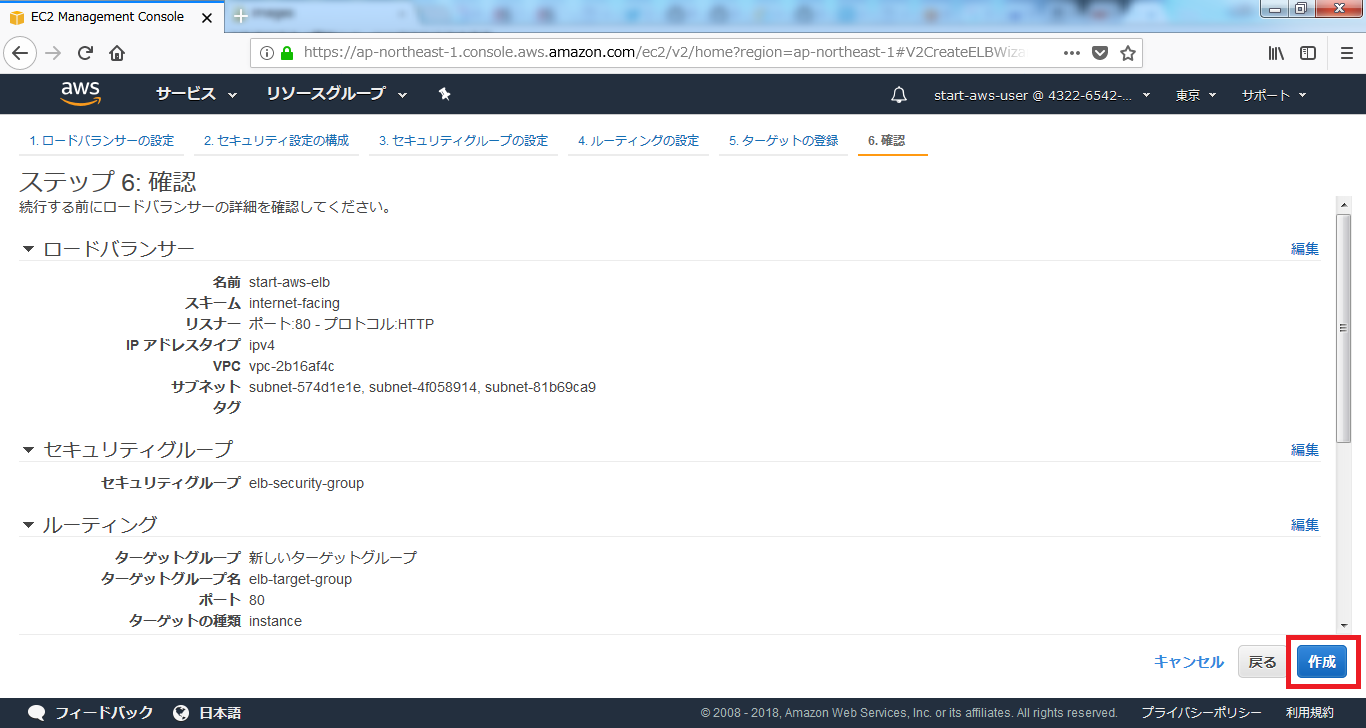 EC2 Management Console
images
https://ap-northeast-1.console.aws.amazon.com/ec2/v2/home?region=ap-northeast-1#V2CreateELBWiza
aws サービス リソースグループ start-aws-user @ 4322-6542-... 東京 サポート
1. ロードバランサーの設定 2. セキュリティ設定の構成 3. セキュリティグループの設定 4. ルーティングの設定 5. ターゲットの登録 6. 確認
ステップ 6: 確認
続行する前にロードバランサーの詳細を確認してください。
ロードバランサー 編集
名前 start-aws-elb
スキーム internet-facing
リスナー ポート:80 - プロトコル:HTTP
IP アドレスタイプ ipv4
VPC vpc-2b16af4c
サブネット subnet-574d1e1e, subnet-4f058914, subnet-81b69ca9
タグ
セキュリティグループ 編集
セキュリティグループ elb-security-group
ルーティング 編集
ターゲットグループ 新しいターゲットグループ
ターゲットグループ名 elb-target-group
ポート 80
ターゲットの種類 instance
キャンセル 戻る 作成
フィードバック 日本語 © 2008 - 2018, Amazon Web Services, Inc. or its affiliates. All rights reserved. プライバシーポリシー 利用規約